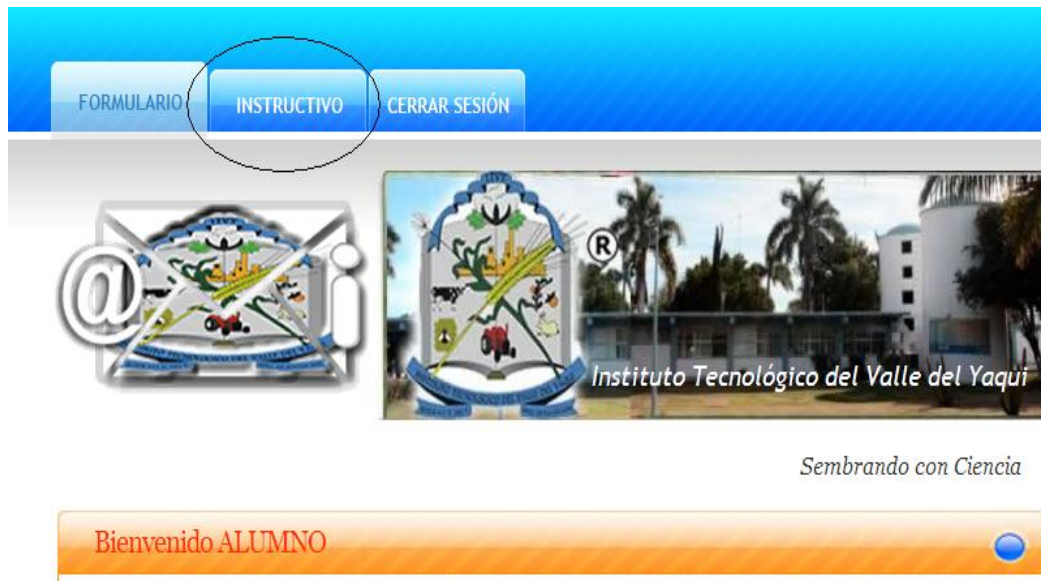 FORMULARIO
INSTRUCTIVO
CERRAR SESIÓN
@
i
®
Instituto Tecnológico del Valle del Yaqui
Sembrando con Ciencia
Bienvenido ALUMNO